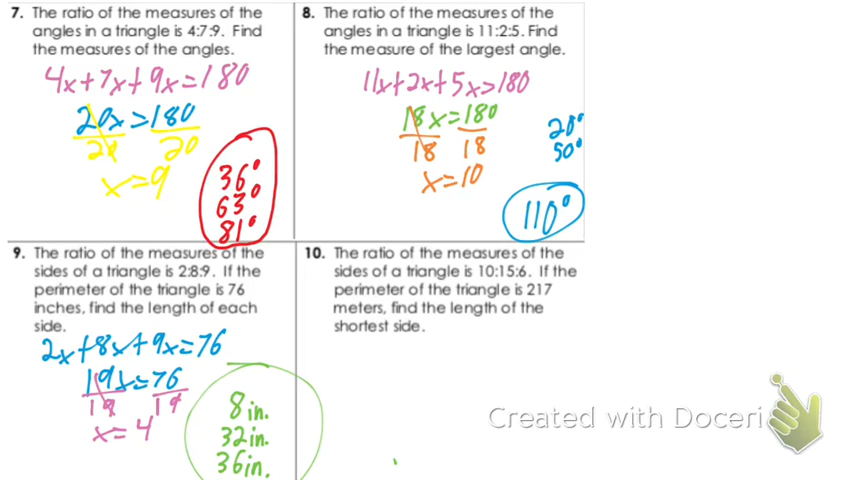 7. The ratio of the measures of the
angles in a triangle is 4:7:9. Find
the measures of the angles.
4x+7x+9x=180
20x=180
20 20
x=9
36°
63°
81°
8. The ratio of the measures of the
angles in a triangle is 11:2:5. Find
the measure of the largest angle.
11x+2x+5x=180
18x=180
18 18
x=10
20°
50°
110°
9. The ratio of the measures of the
sides of a triangle is 2:8:9. If the
perimeter of the triangle is 76
inches, find the length of each
side.
2x+8x+9x=76
19x=76
19 19
x=4
8in.
32in.
36in.
10. The ratio of the measures of the
sides of a triangle is 10:15:6. If the
perimeter of the triangle is 217
meters, find the length of the
shortest side.
Created with Doceri